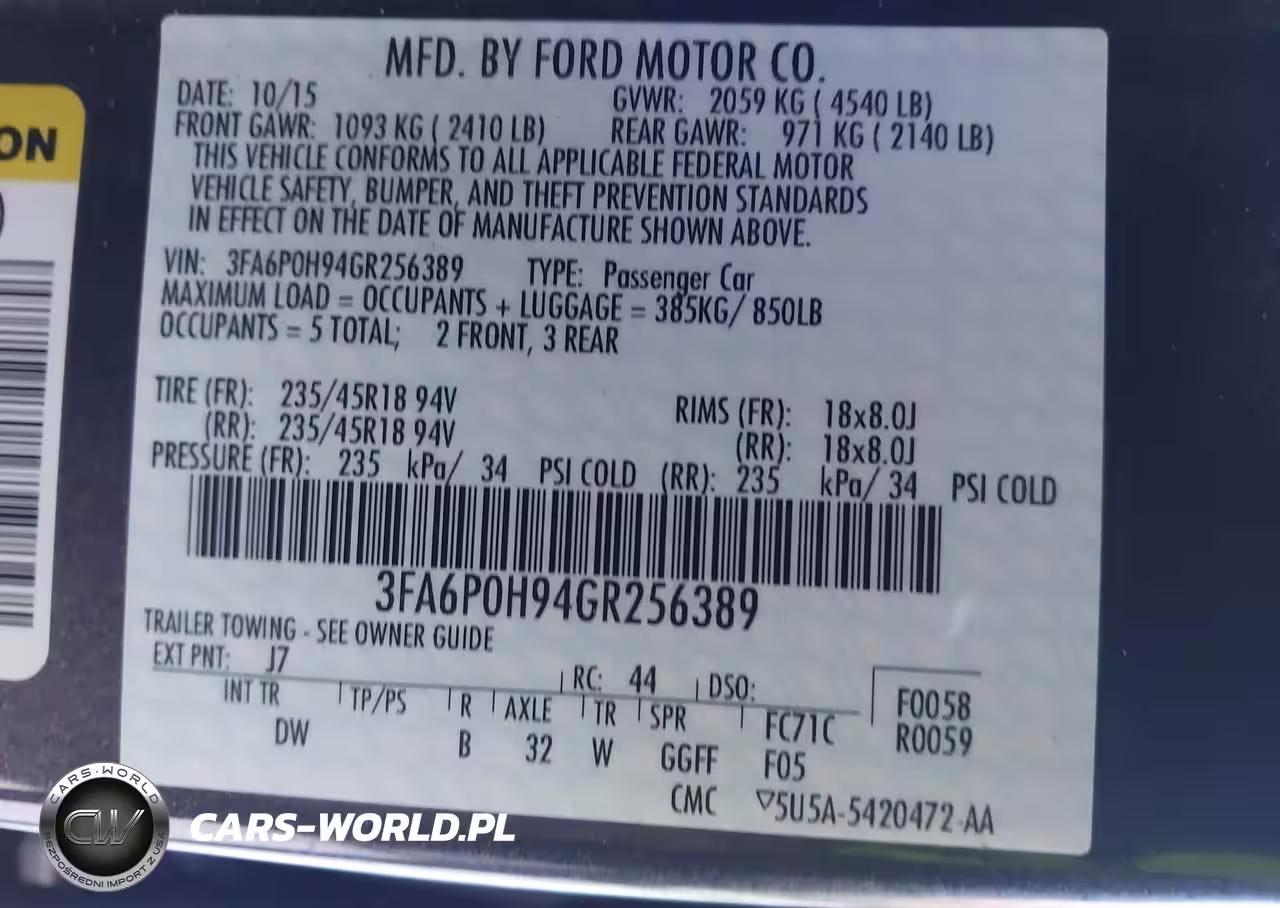 MFD. BY FORD MOTOR CO.
DATE: 10/15 GVWR: 2059 KG ( 4540 LB)
FRONT GAWR: 1093 KG ( 2410 LB) REAR GAWR: 971 KG ( 2140 LB)
THIS VEHICLE CONFORMS TO ALL APPLICABLE FEDERAL MOTOR
VEHICLE SAFETY, BUMPER, AND THEFT PREVENTION STANDARDS
IN EFFECT ON THE DATE OF MANUFACTURE SHOWN ABOVE.
VIN: 3FA6P0H94GR256389 TYPE: Passenger Car
MAXIMUM LOAD = OCCUPANTS + LUGGAGE = 385KG/ 850LB
OCCUPANTS = 5 TOTAL; 2 FRONT, 3 REAR
TIRE (FR): 235/45R18 94V RIMS (FR): 18x8.0J
(RR): 235/45R18 94V (RR): 18x8.0J
PRESSURE (FR): 235 kPa/ 34 PSI COLD (RR): 235 kPa/ 34 PSI COLD
3FA6P0H94GR256389
TRAILER TOWING - SEE OWNER GUIDE
EXT PNT: J7 RC: 44 DSO:
INT TR TP/PS R AXLE TR SPR FC71C F0058
DW B 32 W GGFF F05 R0059
CMC ▽5U5A-5420472-AA
ON
CARS-WORLD
CW
BEZPOŚREDNI IMPORT Z USA
CARS-WORLD.PL